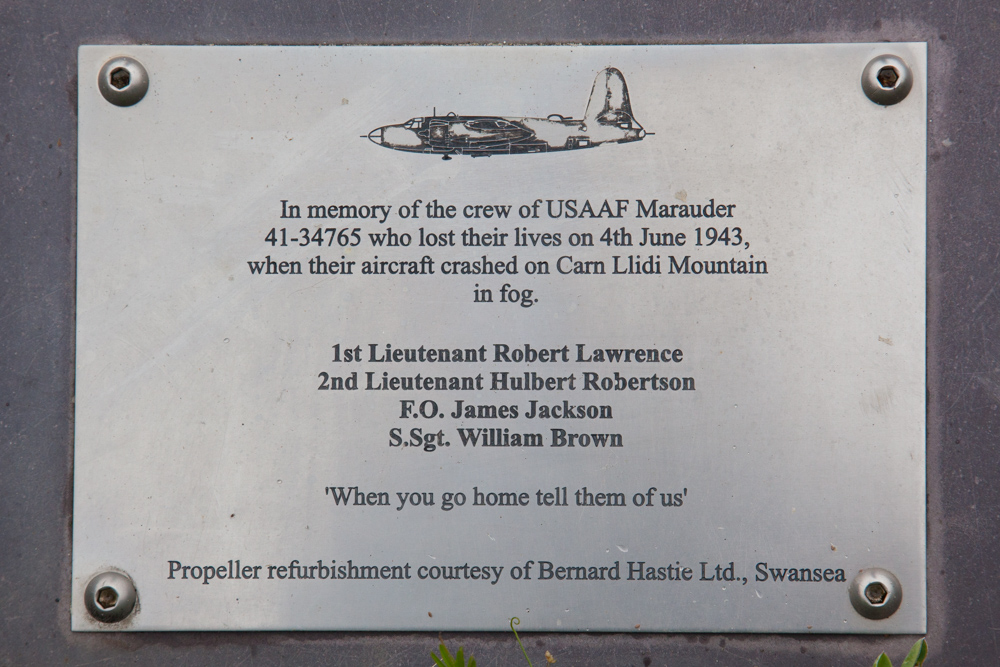 In memory of the crew of USAAF Marauder
41-34765 who lost their lives on 4th June 1943,
when their aircraft crashed on Carn Llidi Mountain
in fog.
1st Lieutenant Robert Lawrence
2nd Lieutenant Hulbert Robertson
F.O. James Jackson
S.Sgt. William Brown
'When you go home tell them of us'
Propeller refurbishment courtesy of Bernard Hastie Ltd., Swansea